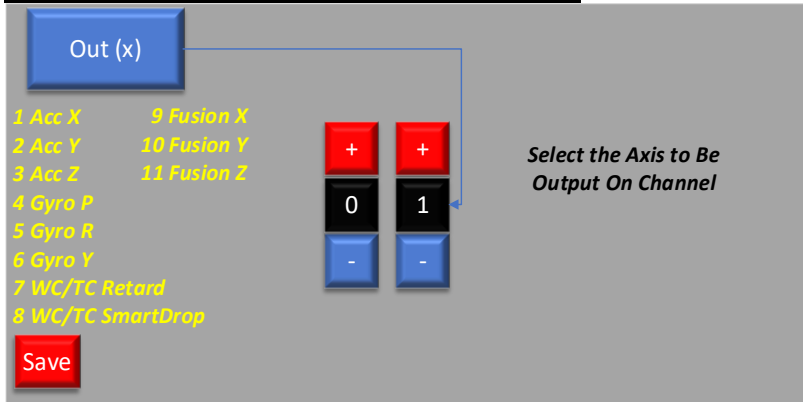 Out (x)
1 Acc X
2 Acc Y
3 Acc Z
4 Gyro P
5 Gyro R
6 Gyro Y
7 WC/TC Retard
8 WC/TC SmartDrop
9 Fusion X
10 Fusion Y
11 Fusion Z
+ +
0 1
- -
Select the Axis to Be
Output On Channel
Save